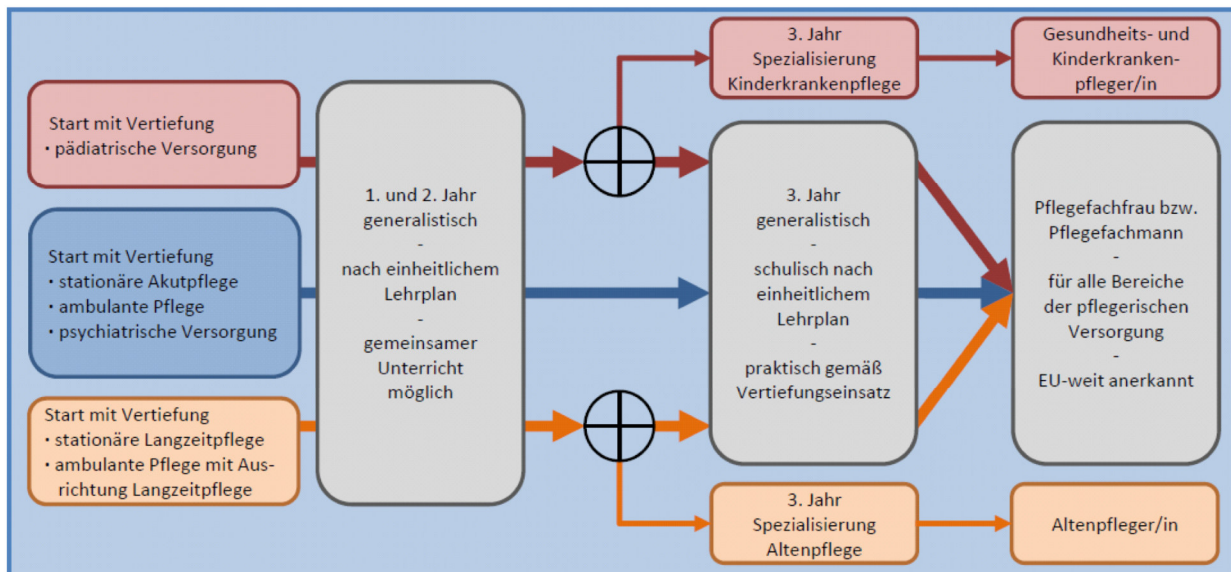 Start mit Vertiefung
• pädiatrische Versorgung
Start mit Vertiefung
• stationäre Akutpflege
• ambulante Pflege
• psychiatrische Versorgung
Start mit Vertiefung
• stationäre Langzeitpflege
• ambulante Pflege mit Aus-
richtung Langzeitpflege
1. und 2. Jahr
generalistisch
-
nach einheitlichem
Lehrplan
-
gemeinsamer
Unterricht
möglich
3. Jahr
Spezialisierung
Kinderkrankenpflege
3. Jahr
generalistisch
-
schulisch nach
einheitlichem
Lehrplan
-
praktisch gemäß
Vertiefungseinsatz
3. Jahr
Spezialisierung
Altenpflege
Gesundheits- und
Kinderkranken-
pfleger/in
Pflegefachfrau bzw.
Pflegefachmann
-
für alle Bereiche
der pflegerischen
Versorgung
-
EU-weit anerkannt
Altenpfleger/in